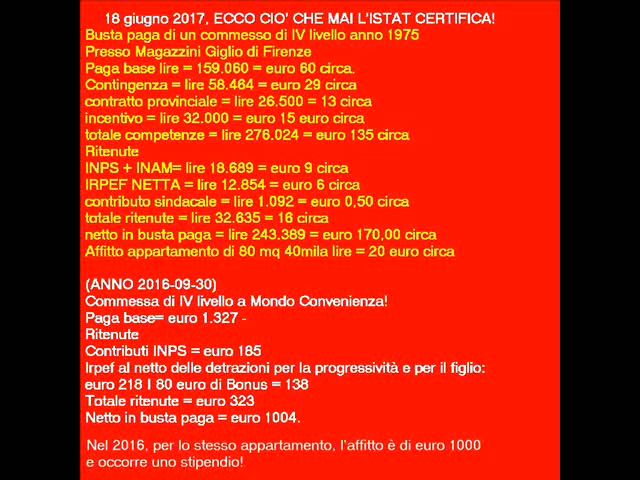 18 giugno 2017, ECCO CIO' CHE MAI L'ISTAT CERTIFICA!
Busta paga di un commesso di IV livello anno 1975
Presso Magazzini Giglio di Firenze
Paga base lire = 159.060 = euro 60 circa.
Contingenza = lire 58.464 = euro 29 circa
contratto provinciale = lire 26.500 = 13 circa
incentivo = lire 32.000 = euro 15 euro circa
totale competenze = lire 276.024 = euro 135 circa
Ritenute
INPS + INAM= lire 18.689 = euro 9 circa
IRPEF NETTA = lire 12.854 = euro 6 circa
contributo sindacale = lire 1.092 = euro 0,50 circa
totale ritenute = lire 32.635 = 16 circa
netto in busta paga = lire 243.389 = euro 170,00 circa
Affitto appartamento di 80 mq 40mila lire = 20 euro circa
(ANNO 2016-09-30)
Commessa di IV livello a Mondo Convenienza!
Paga base= euro 1.327 -
Ritenute
Contributi INPS = euro 185
Irpef al netto delle detrazioni per la progressività e per il figlio:
euro 218 I 80 euro di Bonus = 138
Totale ritenute = euro 323
Netto in busta paga = euro 1004.
Nel 2016, per lo stesso appartamento, l'affitto è di euro 1000
e occorre uno stipendio!